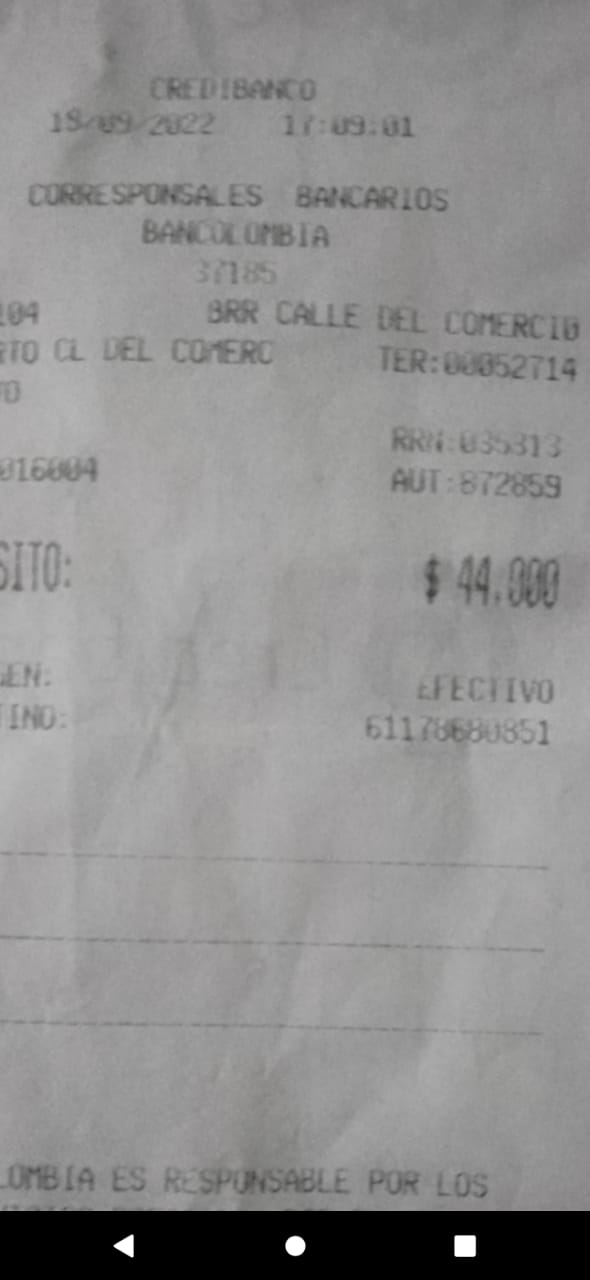 CREDIBANCO
18/09/2022 17:09:01
CORRESPONSALES BANCARIOS
BANCOLOMBIA
37185
104 BRR CALLE DEL COMERCIO
RTO CL DEL COMERC TER:00052714
TO
RRN:035313
016004 AUT:872859
SITO: $ 44.000
GEN: EFECTIVO
TINO: 61178680851
LOMBIA ES RESPONSABLE POR LOS